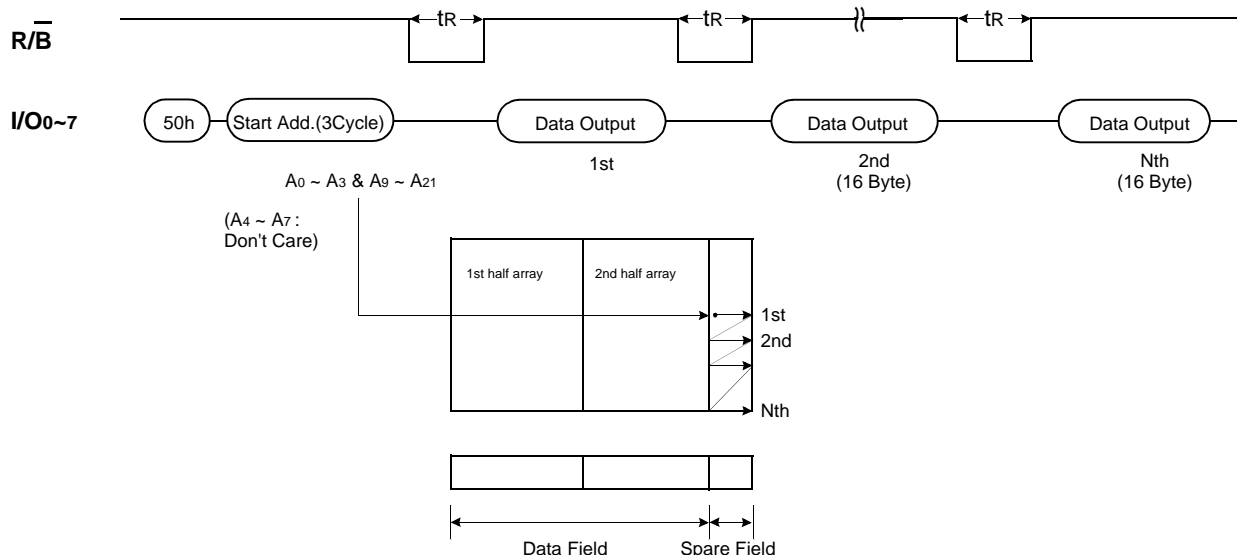 R/B
tR
tR
tR
I/O0~7
50h
Start Add.(3Cycle)
Data Output
Data Output
Data Output
1st
2nd
(16 Byte)
Nth
(16 Byte)
A0 ~ A3 & A9 ~ A21
(A4 ~ A7 :
Don't Care)
1st half array
2nd half array
1st
2nd
Nth
Data Field
Spare Field